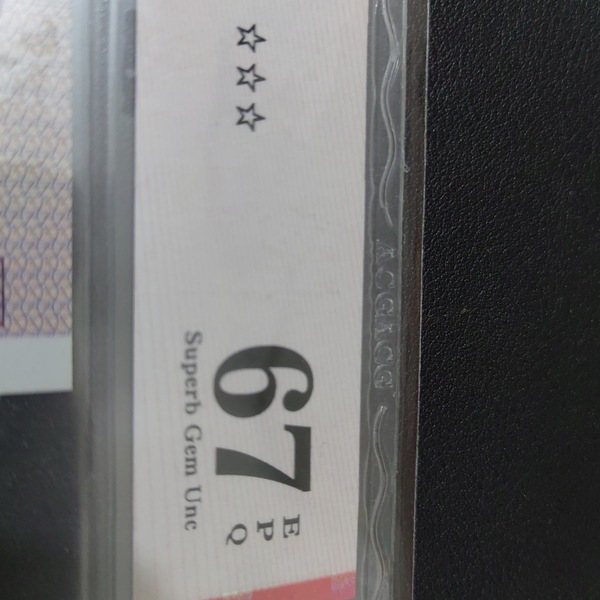 ☆☆☆
67 EPQ
Superb Gem Unc